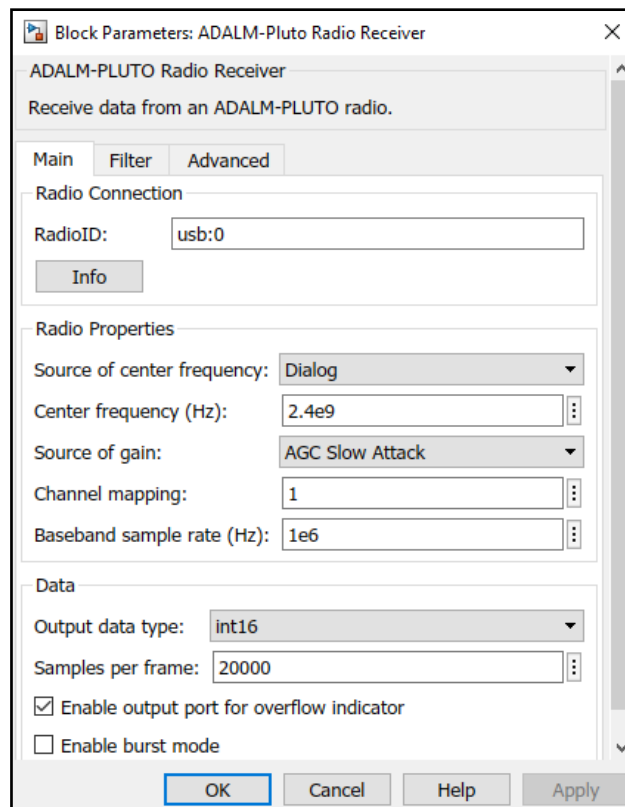 Block Parameters: ADALM-Pluto Radio Receiver
ADALM-PLUTO Radio Receiver
Receive data from an ADALM-PLUTO radio.
Main Filter Advanced
Radio Connection
RadioID: usb:0
Info
Radio Properties
Source of center frequency: Dialog
Center frequency (Hz): 2.4e9
Source of gain: AGC Slow Attack
Channel mapping: 1
Baseband sample rate (Hz): 1e6
Data
Output data type: int16
Samples per frame: 20000
Enable output port for overflow indicator
Enable burst mode
OK Cancel Help Apply